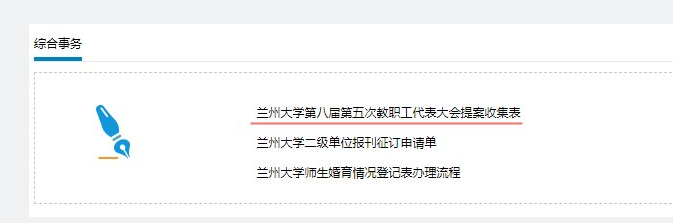 综合事务
兰州大学第八届第五次教职工代表大会提案收集表
兰州大学二级单位报刊征订申请单
兰州大学师生婚育情况登记表办理流程